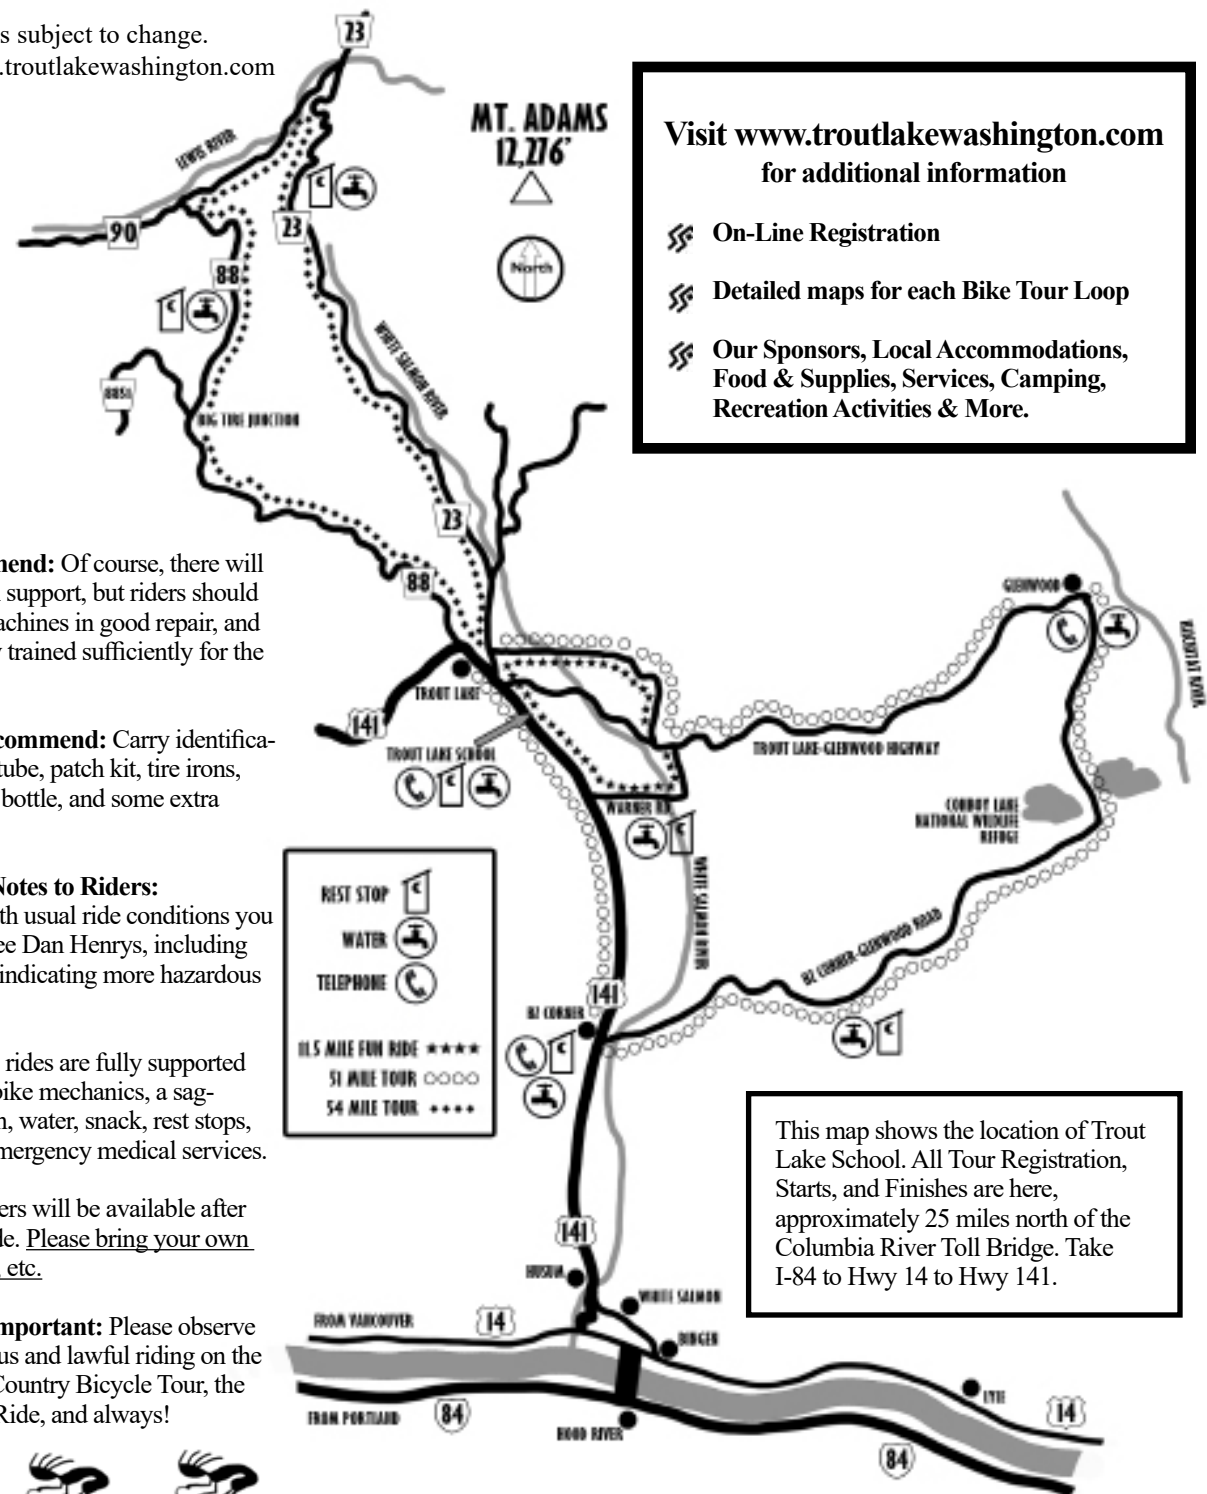 s subject to change.
.troutlakewashington.com
23
LEWIS RIVER
MT. ADAMS
12,276'
North
90
23
88
WHITE SALMON RIVER
8851
BIG TIRE JUNCTION
23
88
Visit www.troutlakewashington.com
for additional information
On-Line Registration
Detailed maps for each Bike Tour Loop
Our Sponsors, Local Accommodations,
Food & Supplies, Services, Camping,
Recreation Activities & More.
mend: Of course, there will
support, but riders should
achines in good repair, and
trained sufficiently for the
commend: Carry identifica-
tube, patch kit, tire irons,
bottle, and some extra
Notes to Riders:
th usual ride conditions you
ee Dan Henrys, including
indicating more hazardous
rides are fully supported
bike mechanics, a sag-
n, water, snack, rest stops,
mergency medical services.
ers will be available after
de. Please bring your own
, etc.
mportant: Please observe
us and lawful riding on the
Country Bicycle Tour, the
Ride, and always!
GLENWOOD
KLICKITAT RIVER
TROUT LAKE
141
TROUT LAKE SCHOOL
TROUT LAKE-GLENWOOD HIGHWAY
WARNER RD.
CONBOY LAKE
NATIONAL WILDLIFE
REFUGE
WHITE SALMON RIVER
BZ CORNER-GLENWOOD ROAD
REST STOP
WATER
TELEPHONE
11.5 MILE FUN RIDE
51 MILE TOUR
54 MILE TOUR
141
BZ CORNER
This map shows the location of Trout
Lake School. All Tour Registration,
Starts, and Finishes are here,
approximately 25 miles north of the
Columbia River Toll Bridge. Take
I-84 to Hwy 14 to Hwy 141.
141
HUSUM
WHITE SALMON
FROM VANCOUVER
14
BINGEN
LYLE
FROM PORTLAND
84
HOOD RIVER
14
84